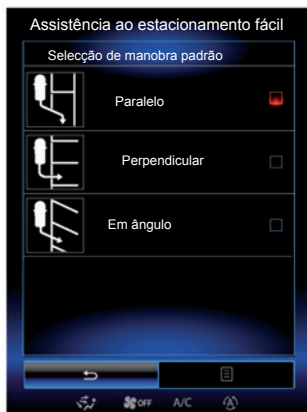 Assistência ao estacionamento fácil
Selecção de manobra padrão
Paralelo
Perpendicular
Em ângulo
OFF A/C A